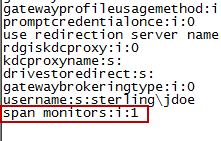 gatewayprofileusagemethod:i
promptcredentialonce:i:0
use redirection server name
rdgiskdcproxy:i:0
kdcproxyname:s:
drivestoredirect:s:
gatewaybrokeringtype:i:0
username:s:sterling\jdoe
span monitors:i:1